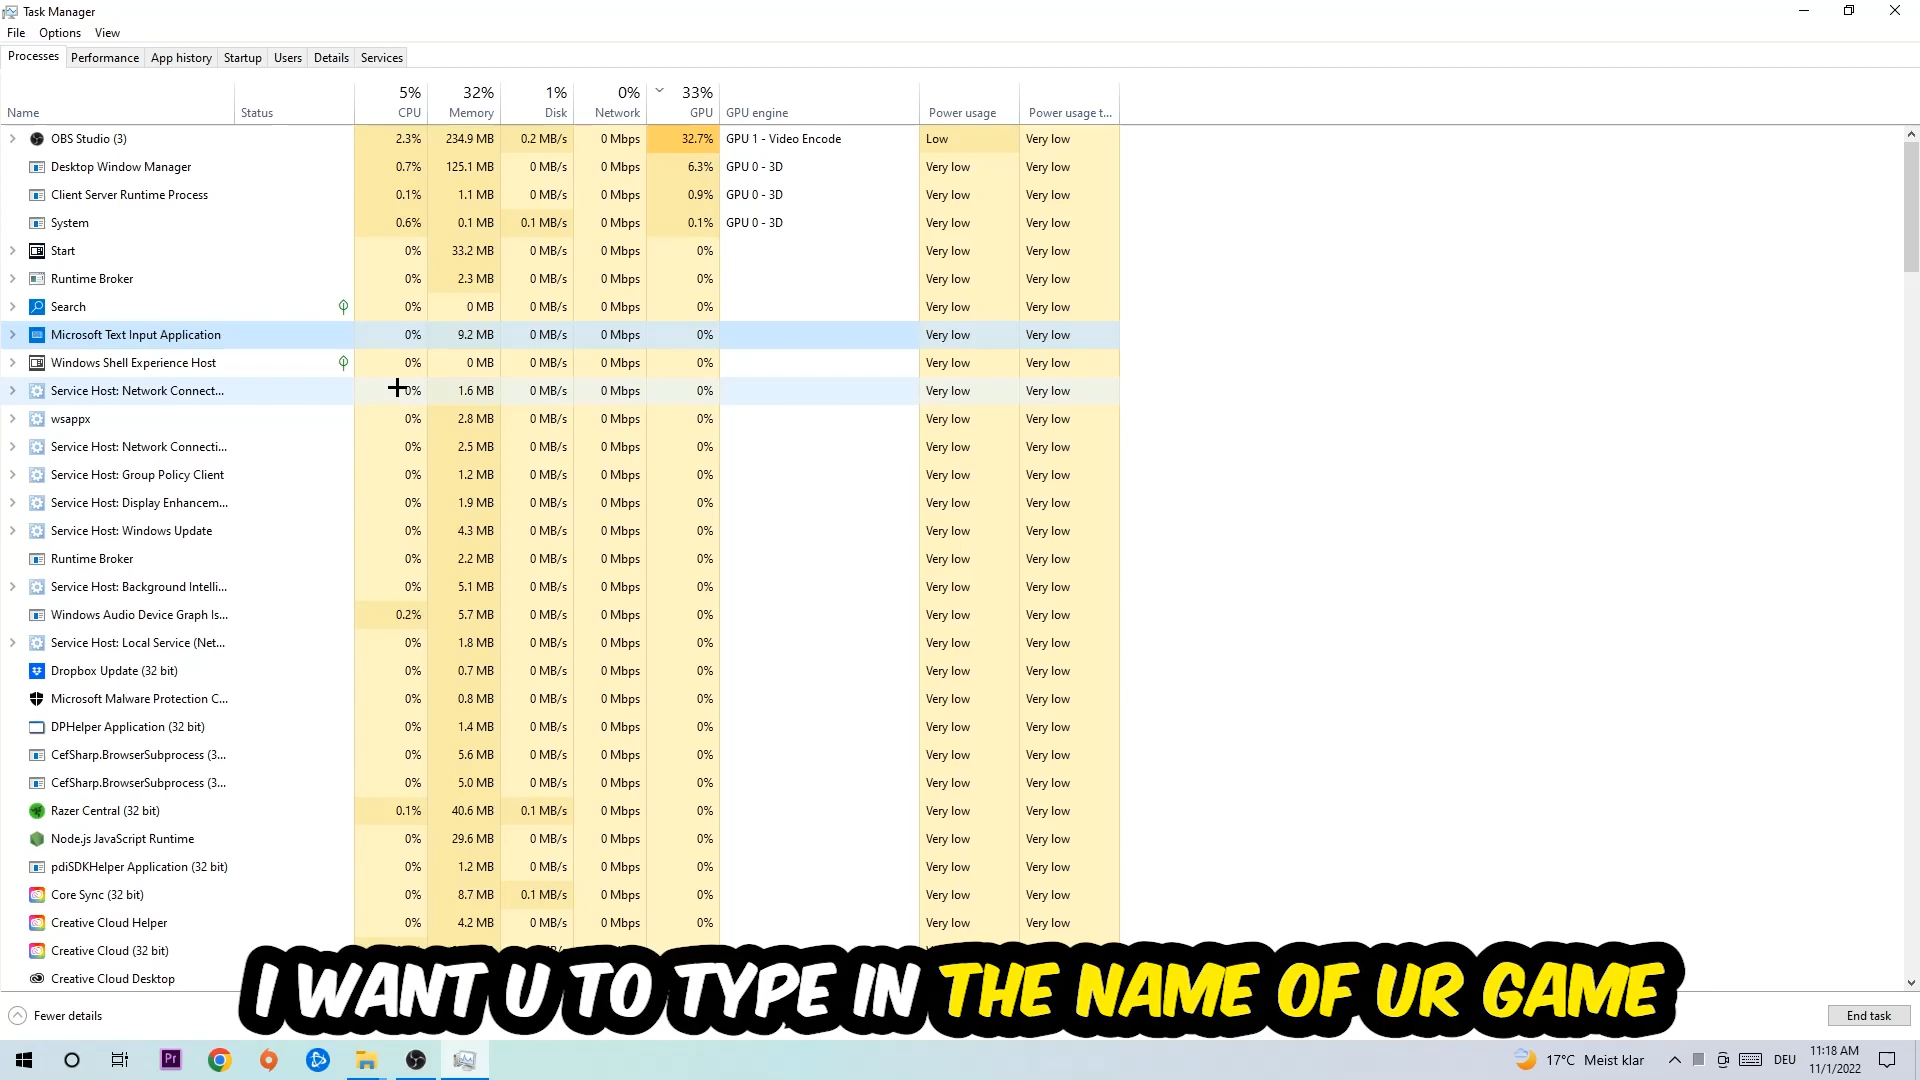 Task Manager
File Options View
Processes Performance App history Startup Users Details Services
5% 32% 1% 0% 33%
Name Status CPU Memory Disk Network GPU GPU engine Power usage Power usage t...
OBS Studio (3) 2.3% 234.9 MB 0.2 MB/s 0 Mbps 32.7% GPU 1 - Video Encode Low Very low
Desktop Window Manager 0.7% 125.1 MB 0 MB/s 0 Mbps 6.3% GPU 0 - 3D Very low Very low
Client Server Runtime Process 0.1% 1.1 MB 0 MB/s 0 Mbps 0.9% GPU 0 - 3D Very low Very low
System 0.6% 0.1 MB 0.1 MB/s 0 Mbps 0.1% GPU 0 - 3D Very low Very low
Start 0% 33.2 MB 0 MB/s 0 Mbps 0% Very low Very low
Runtime Broker 0% 2.3 MB 0 MB/s 0 Mbps 0% Very low Very low
Search 0% 0 MB 0 MB/s 0 Mbps 0% Very low Very low
Microsoft Text Input Application 0% 9.2 MB 0 MB/s 0 Mbps 0% Very low Very low
Windows Shell Experience Host 0% 0 MB 0 MB/s 0 Mbps 0% Very low Very low
Service Host: Network Connect... 0% 1.6 MB 0 MB/s 0 Mbps 0% Very low Very low
wsappx 0% 2.8 MB 0 MB/s 0 Mbps 0% Very low Very low
Service Host: Network Connecti... 0% 2.5 MB 0 MB/s 0 Mbps 0% Very low Very low
Service Host: Group Policy Client 0% 1.2 MB 0 MB/s 0 Mbps 0% Very low Very low
Service Host: Display Enhancem... 0% 1.9 MB 0 MB/s 0 Mbps 0% Very low Very low
Service Host: Windows Update 0% 4.3 MB 0 MB/s 0 Mbps 0% Very low Very low
Runtime Broker 0% 2.2 MB 0 MB/s 0 Mbps 0% Very low Very low
Service Host: Background Intelli... 0% 5.1 MB 0 MB/s 0 Mbps 0% Very low Very low
Windows Audio Device Graph Is... 0.2% 5.7 MB 0 MB/s 0 Mbps 0% Very low Very low
Service Host: Local Service (Net... 0% 1.8 MB 0 MB/s 0 Mbps 0% Very low Very low
Dropbox Update (32 bit) 0% 0.7 MB 0 MB/s 0 Mbps 0% Very low Very low
Microsoft Malware Protection C... 0% 0.8 MB 0 MB/s 0 Mbps 0% Very low Very low
DPHelper Application (32 bit) 0% 1.4 MB 0 MB/s 0 Mbps 0% Very low Very low
CefSharp.BrowserSubprocess (3... 0% 5.6 MB 0 MB/s 0 Mbps 0% Very low Very low
CefSharp.BrowserSubprocess (3... 0% 5.0 MB 0 MB/s 0 Mbps 0% Very low Very low
Razer Central (32 bit) 0.1% 40.6 MB 0.1 MB/s 0 Mbps 0% Very low Very low
Node.js JavaScript Runtime 0% 29.6 MB 0 MB/s 0 Mbps 0% Very low Very low
pdiSDKHelper Application (32 bit) 0% 1.2 MB 0 MB/s 0 Mbps 0% Very low Very low
Core Sync (32 bit) 0% 8.7 MB 0.1 MB/s 0 Mbps 0% Very low Very low
Creative Cloud Helper 0% 4.2 MB 0 MB/s 0 Mbps 0% Very low Very low
Creative Cloud (32 bit)
Creative Cloud Desktop
I WANT U TO TYPE IN THE NAME OF UR GAME
Fewer details End task
Pr 17°C Meist klar DEU 11:18 AM
11/1/2022